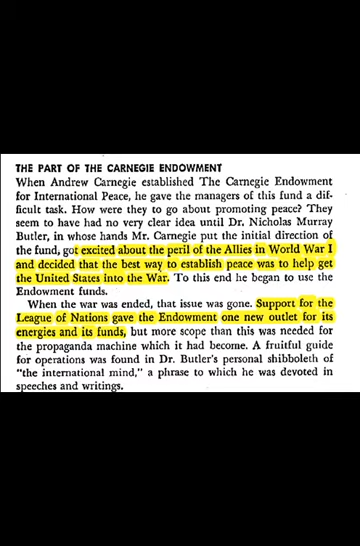 THE PART OF THE CARNEGIE ENDOWMENT
When Andrew Carnegie established The Carnegie Endowment
for International Peace, he gave the managers of this fund a dif-
ficult task. How were they to go about promoting peace? They
seem to have had no very clear idea until Dr. Nicholas Murray
Butler, in whose hands Mr. Carnegie put the initial direction of
the fund, got excited about the peril of the Allies in World War I
and decided that the best way to establish peace was to help get
the United States into the War. To this end he began to use the
Endowment funds.
When the war was ended, that issue was gone. Support for the
League of Nations gave the Endowment one new outlet for its
energies and its funds, but more scope than this was needed for
the propaganda machine which it had become. A fruitful guide
for operations was found in Dr. Butler's personal shibboleth of
"the international mind," a phrase to which he was devoted in
speeches and writings.